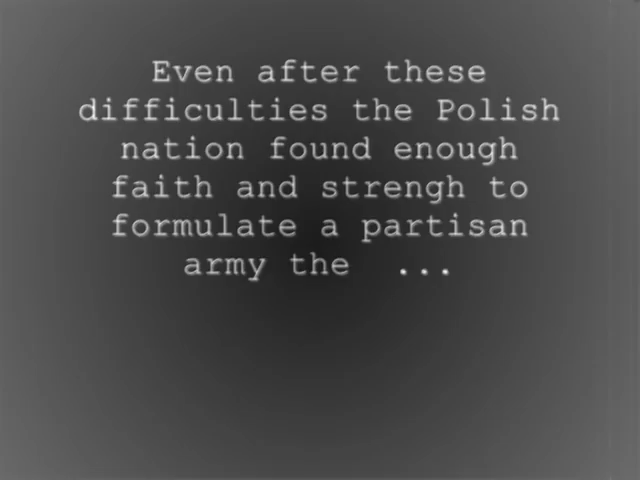 Even after these
difficulties the Polish
nation found enough
faith and strengh to
formulate a partisan
army the  ...